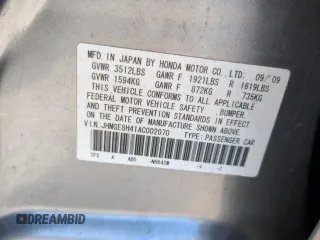 MFD. IN JAPAN BY HONDA MOTOR CO., LTD. 09/09
GVWR 3512LBS GAWR F 1921LBS R 1619LBS
GVWR 1594KG GAWR F 872KG R 735KG
THIS VEHICLE CONFORMS TO ALL APPLICABLE
FEDERAL MOTOR VEHICLE SAFETY, BUMPER,
AND THEFT PREVENTION STANDARDS IN EFFECT
ON THE DATE OF MANUFACTURE SHOWN ABOVE.
V.I.N. TYPE: PASSENGER CAR
A
DREAMBID